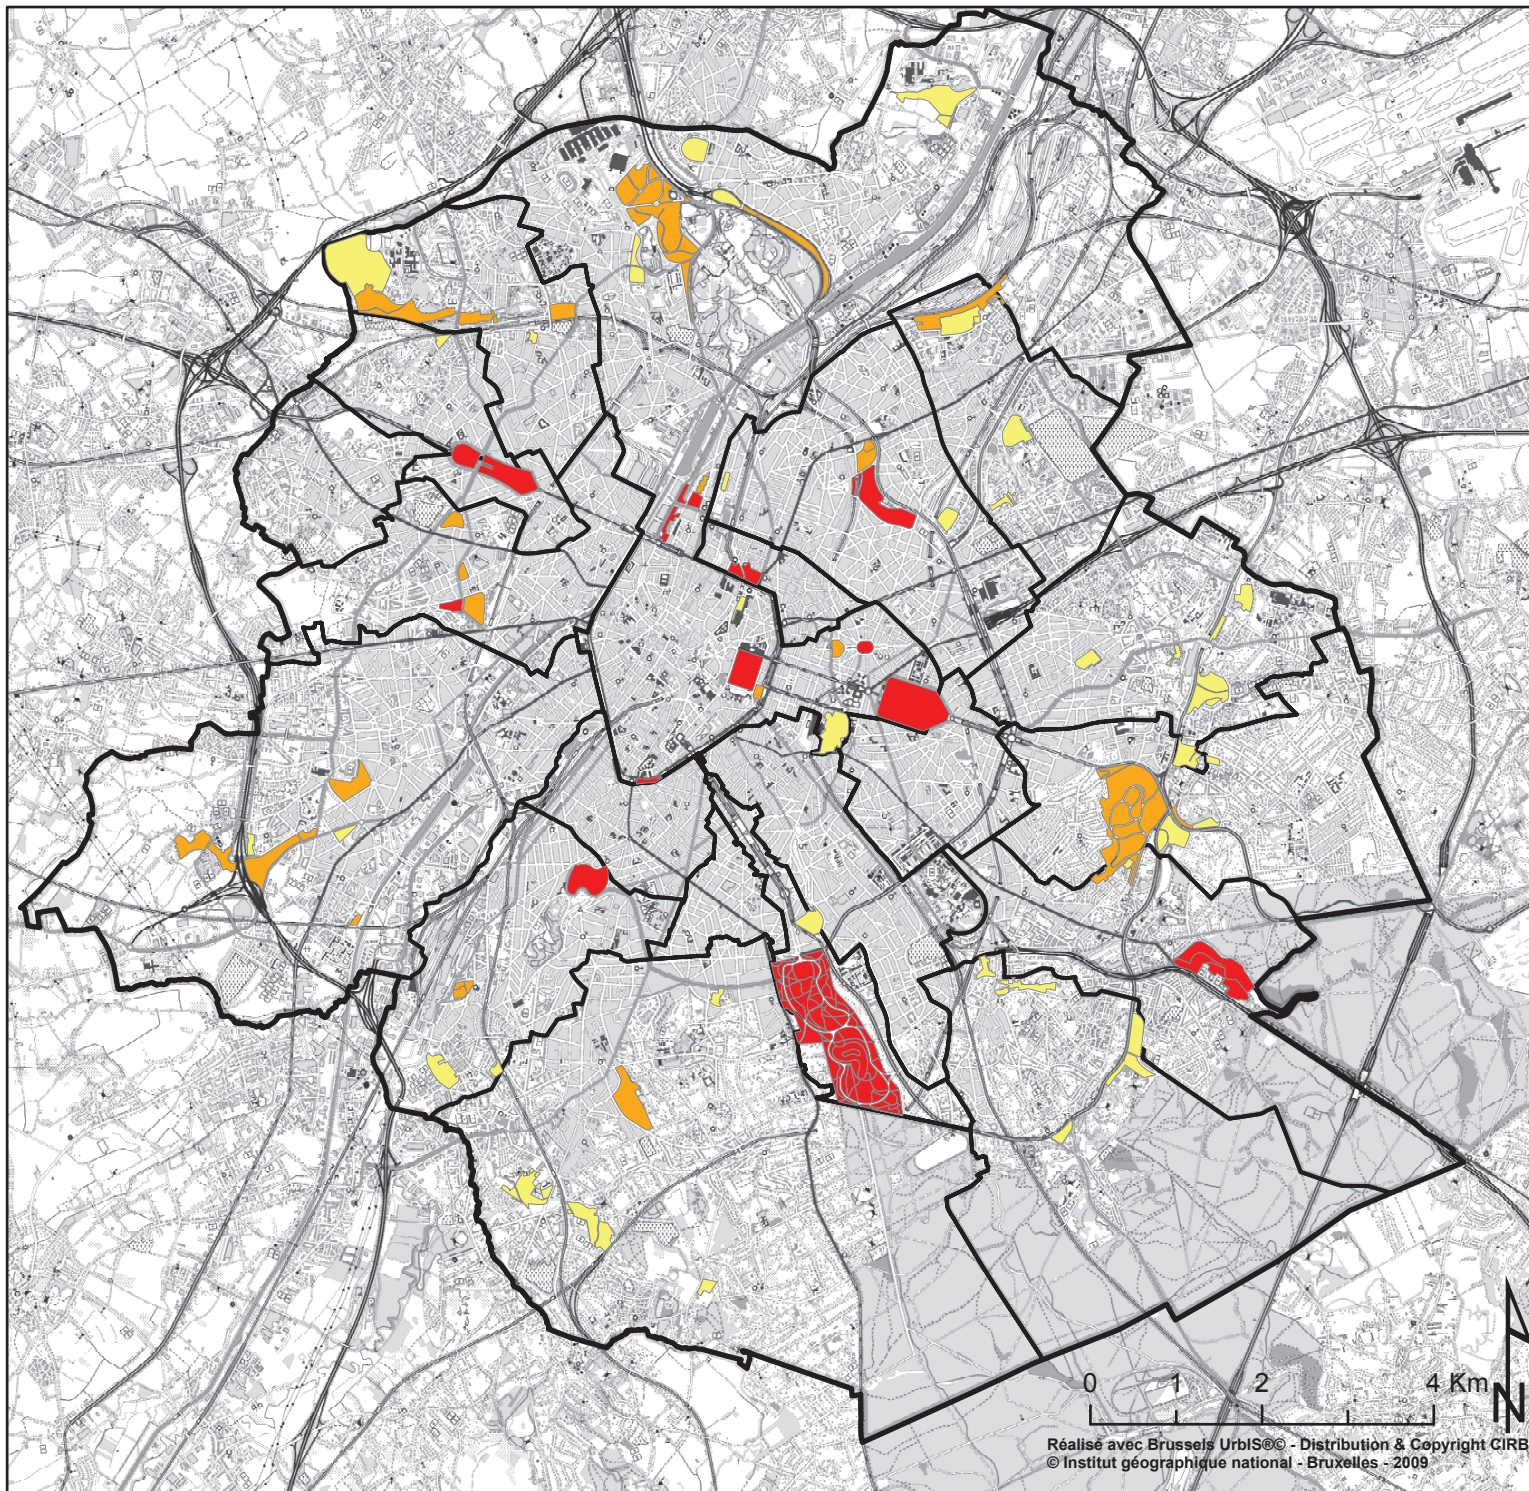 0 1 2 4 Km
N
Réalisé avec Brussels UrbIS®© - Distribution & Copyright CIRB
© Institut géographique national - Bruxelles - 2009